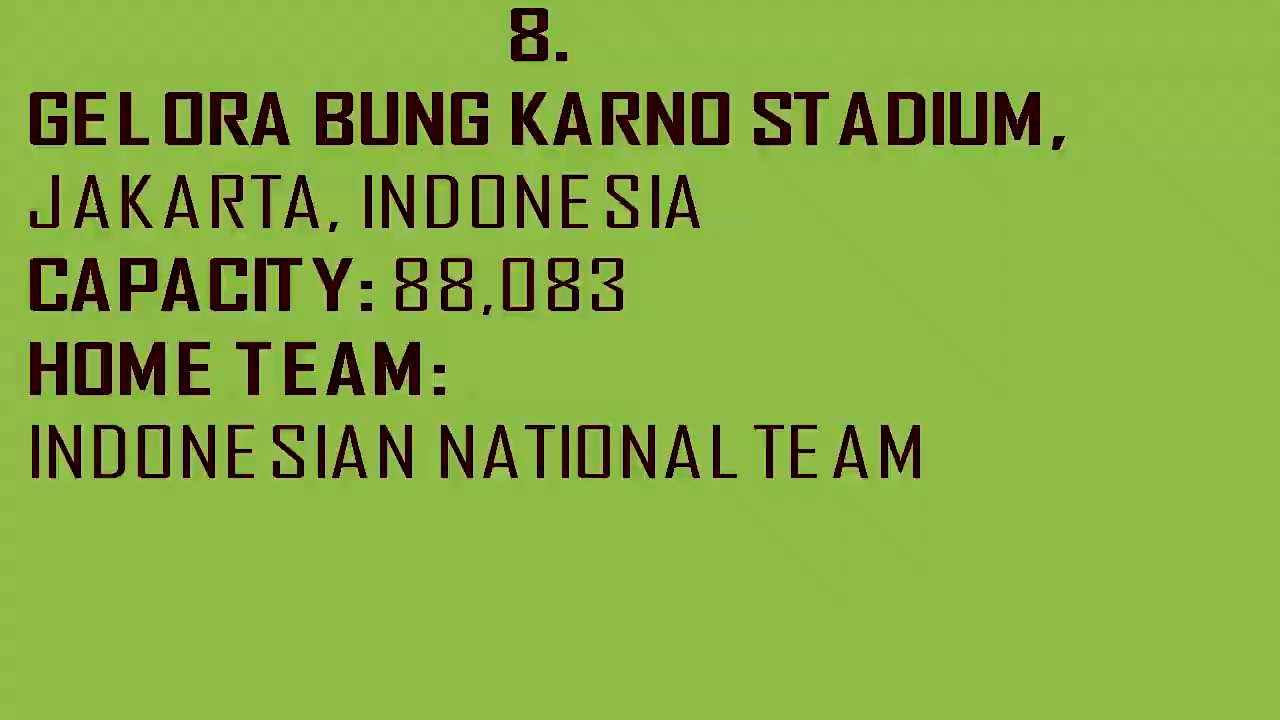 8.
GELORA BUNG KARNO STADIUM,
JAKARTA, INDONESIA
CAPACITY: 88,083
HOME TEAM:
INDONESIAN NATIONAL TEAM